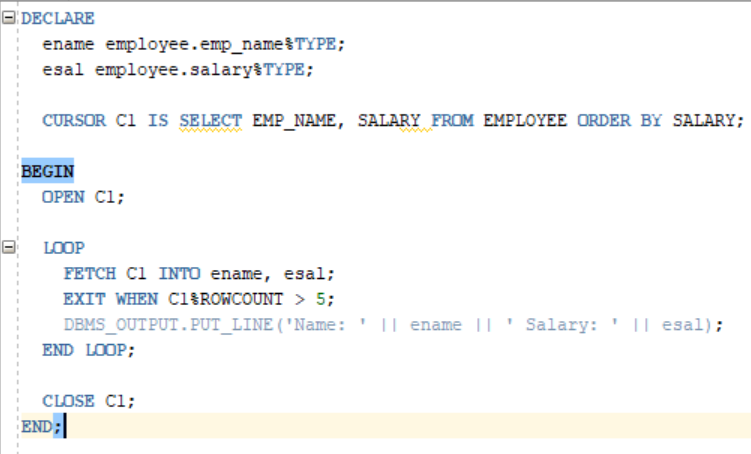 DECLARE
ename employee.emp_name%TYPE;
esal employee.salary%TYPE;
CURSOR C1 IS SELECT EMP_NAME, SALARY FROM EMPLOYEE ORDER BY SALARY;
BEGIN
OPEN C1;
LOOP
FETCH C1 INTO ename, esal;
EXIT WHEN C1%ROWCOUNT > 5;
DBMS_OUTPUT.PUT_LINE('Name: ' || ename || ' Salary: ' || esal);
END LOOP;
CLOSE C1;
END;